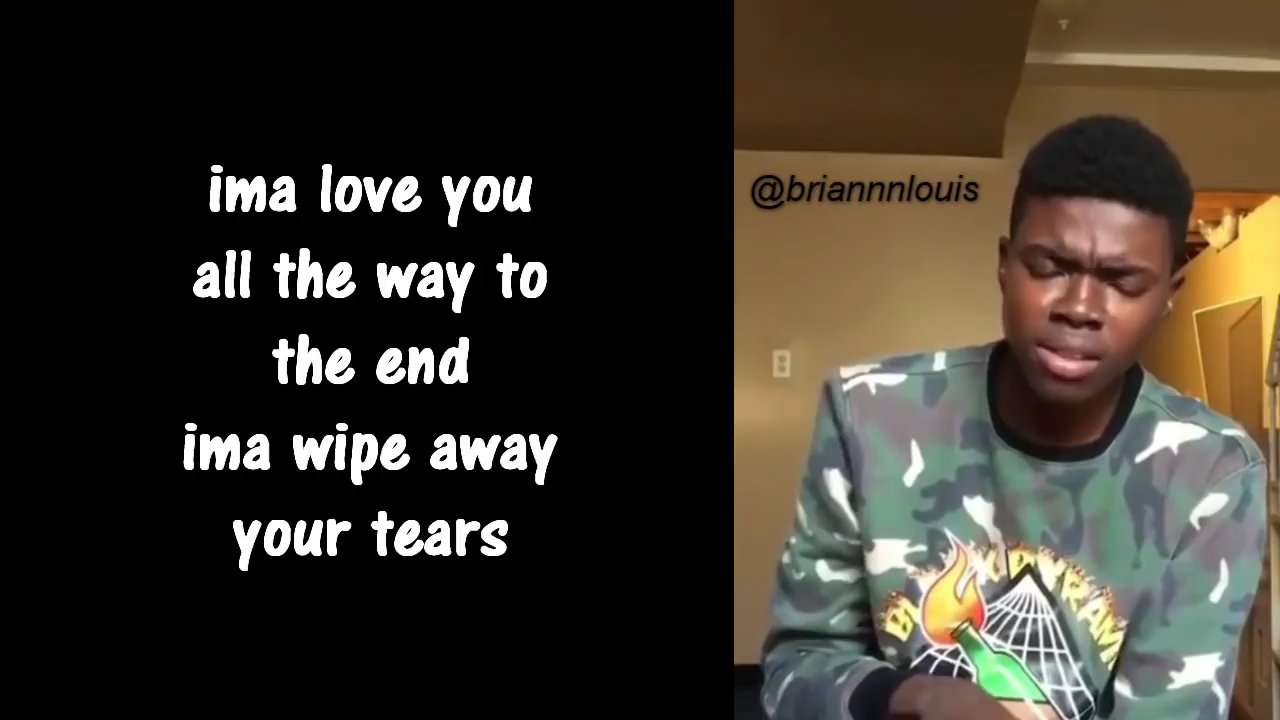 ima love you
all the way to
the end
ima wipe away
your tears
@briannnlouis